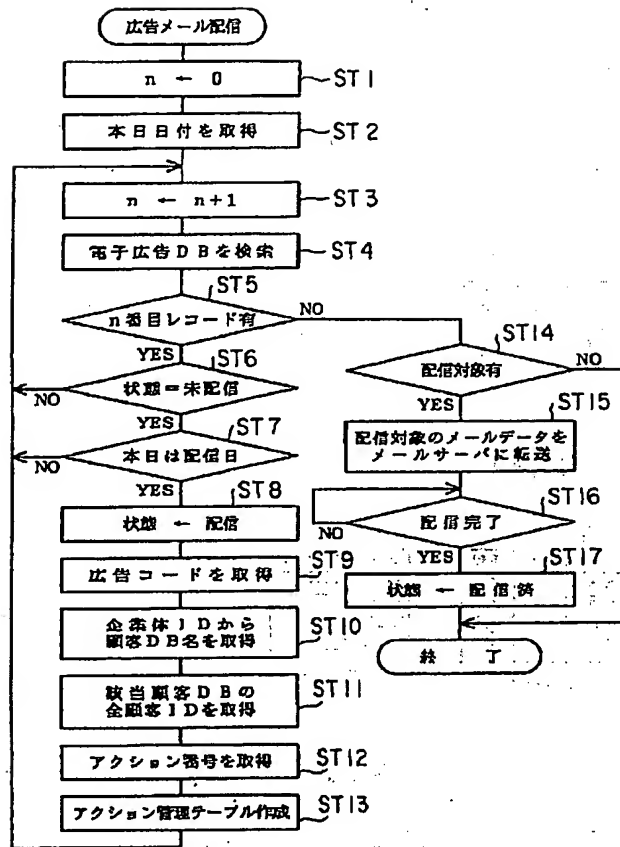 広告メール配信
n ← 0
ST1
本日日付を取得
ST2
n ← n+1
ST3
電子広告DBを検索
ST4
ST5
n番目レコード有
NO
YES
ST6
状態=未配信
NO
YES
ST7
本日は配信日
NO
YES
ST8
状態 ← 配信
ST9
広告コードを取得
企業体IDから
顧客DB名を取得
ST10
該当顧客DBの
全顧客IDを取得
ST11
アクション番号を取得
ST12
アクション管理テーブル作成
ST13
ST14
配信対象有
NO
YES
ST15
配信対象のメールデータを
メールサーバに転送
ST16
配信完了
NO
YES
ST17
状態 ← 配信済
終 了